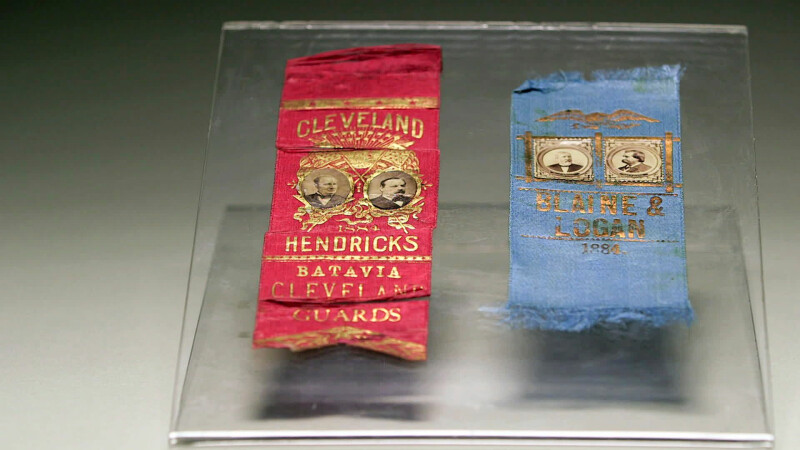 CLEVELAND
1884
HENDRICKS
BATAVIA
CLEVELAND
GUARDS
BLAINE &
LOGAN
1884